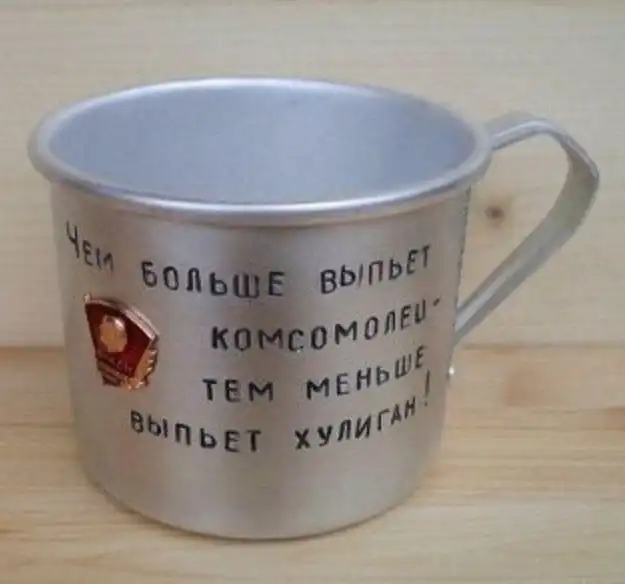 Чем БОЛЬШЕ ВЫПЬЕТ
КОМСОМОЛЕЦ-
ТЕМ МЕНЬШЕ
ВЫПЬЕТ ХУЛИГАН!